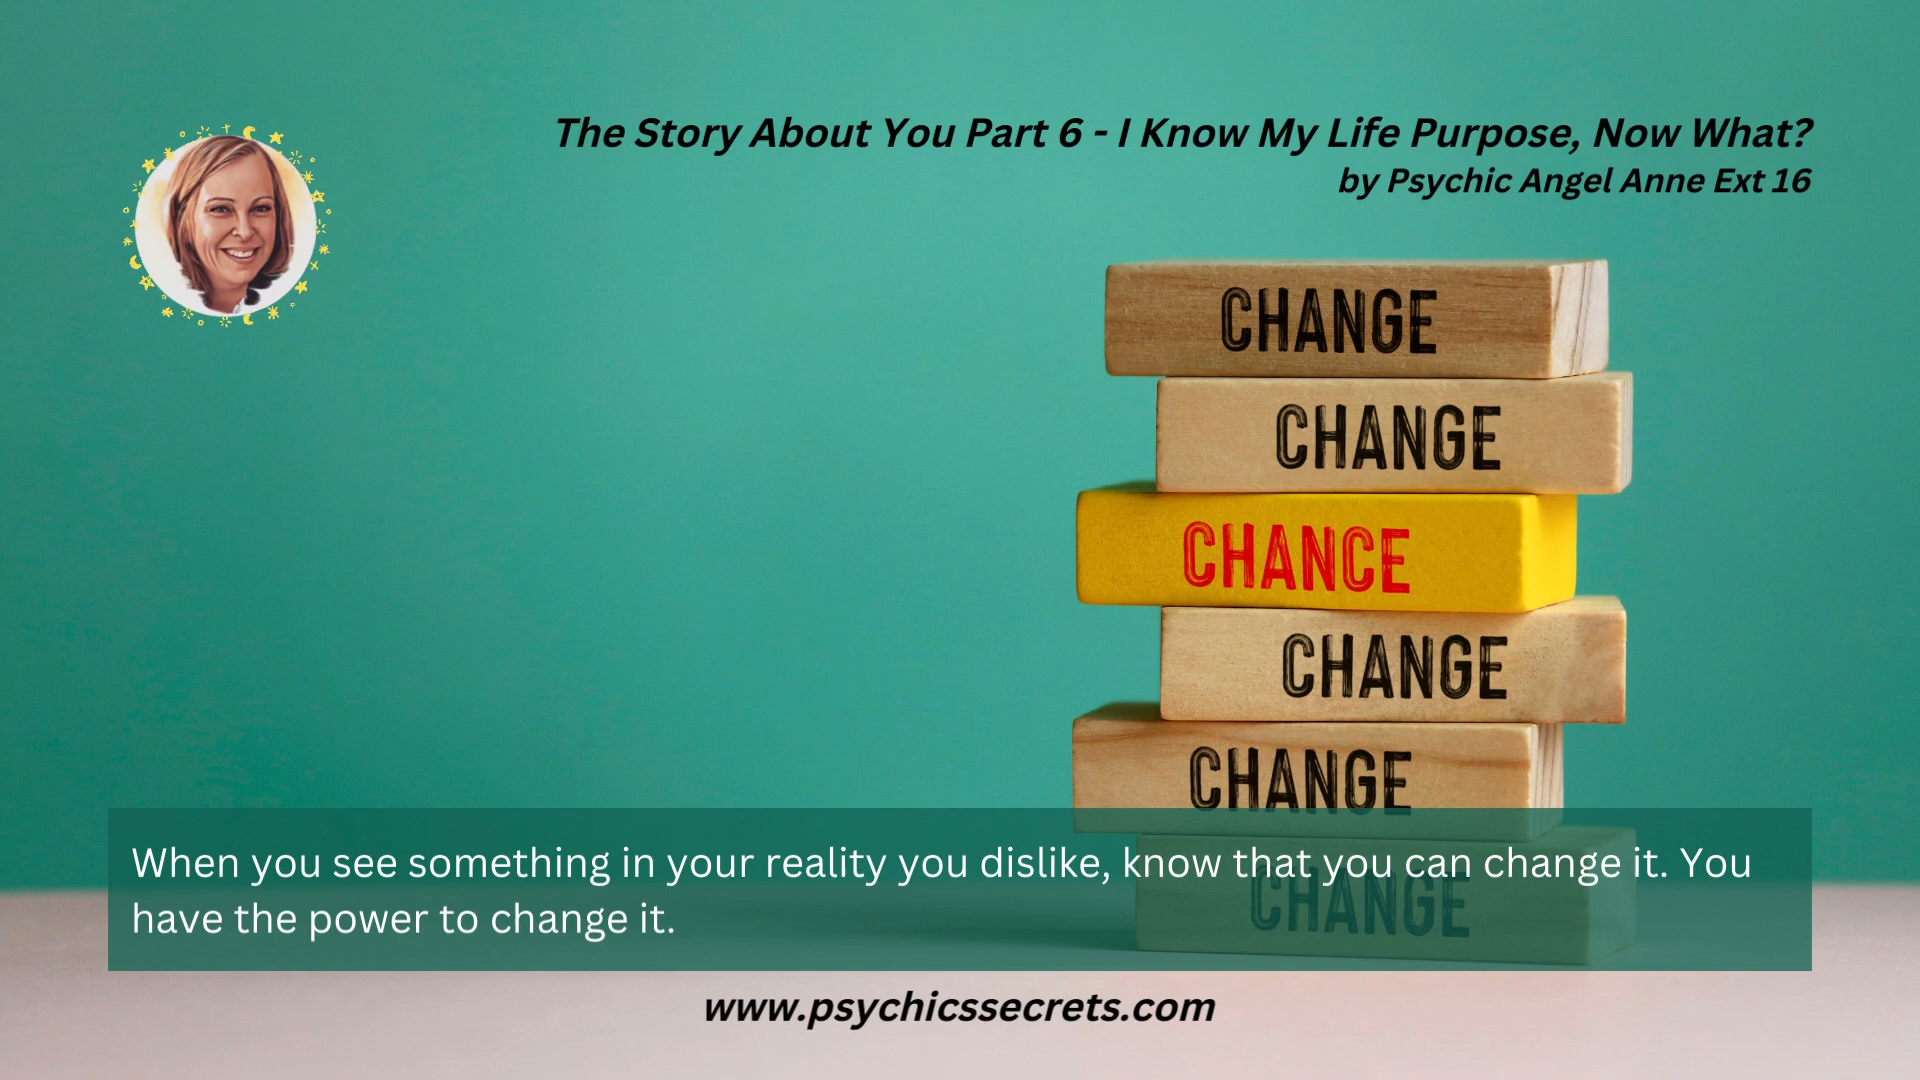 The Story About You Part 6 - I Know My Life Purpose, Now What?
by Psychic Angel Anne Ext 16
CHANGE
CHANGE
CHANCE
CHANGE
CHANGE
CHANGE
When you see something in your reality you dislike, know that you can change it. You
have the power to change it.
www.psychicssecrets.com